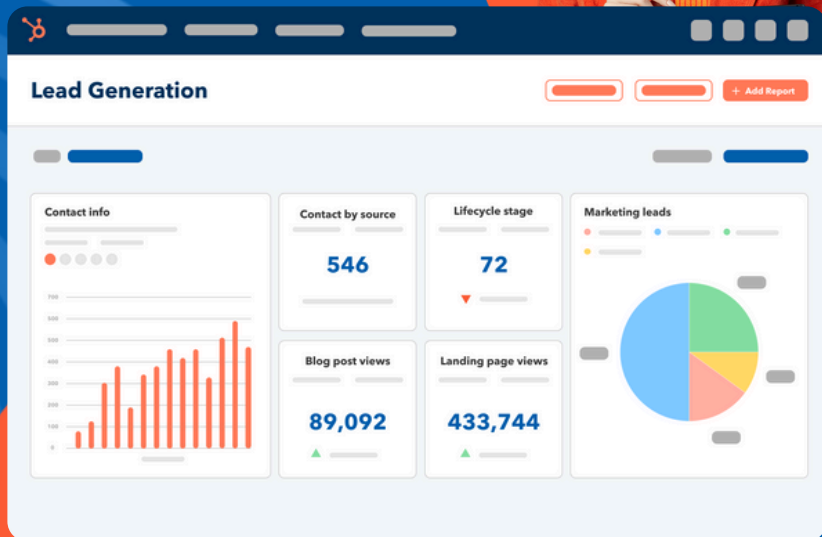 Lead Generation
+ Add Report
Contact info
700
600
500
400
300
200
100
0
Contact by source
546
Lifecycle stage
72
Blog post views
89,092
Landing page views
433,744
Marketing leads